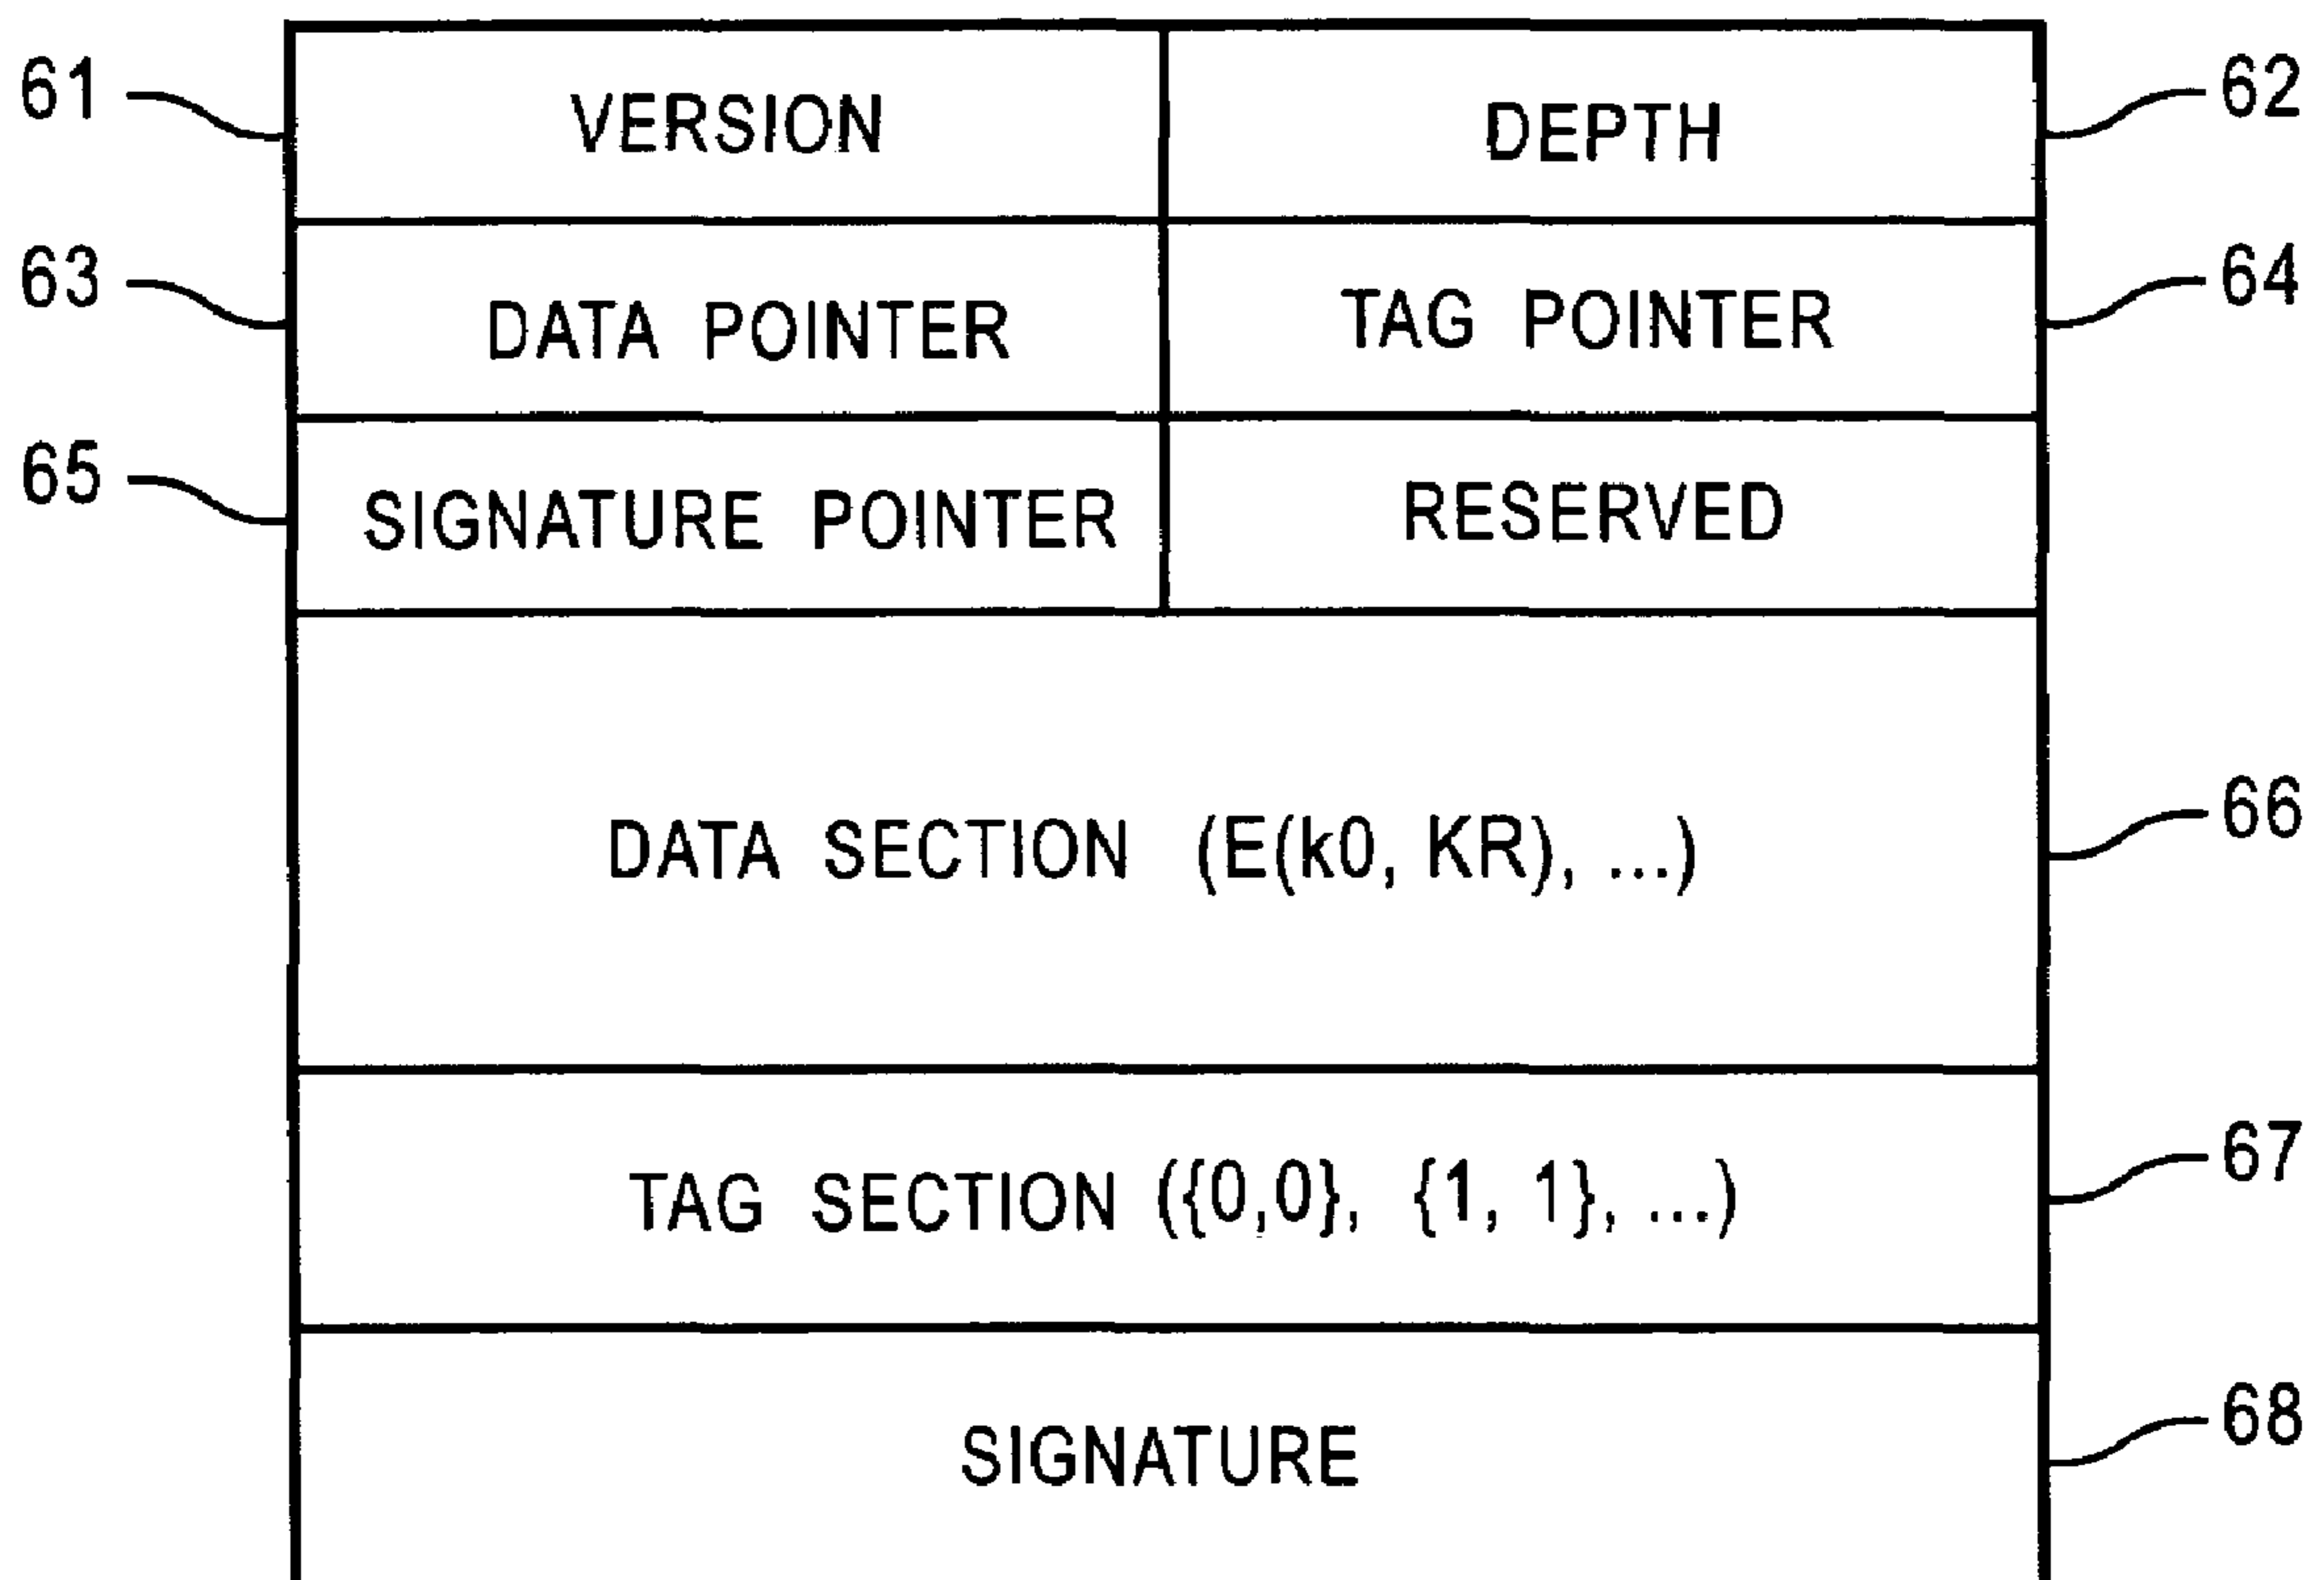 61 VERSION DEPTH 62
63 DATA POINTER TAG POINTER 64
65 SIGNATURE POINTER RESERVED
DATA SECTION (E(k0, KR), ...) 66
TAG SECTION ({0,0}, {1, 1}, ...) 67
SIGNATURE 68